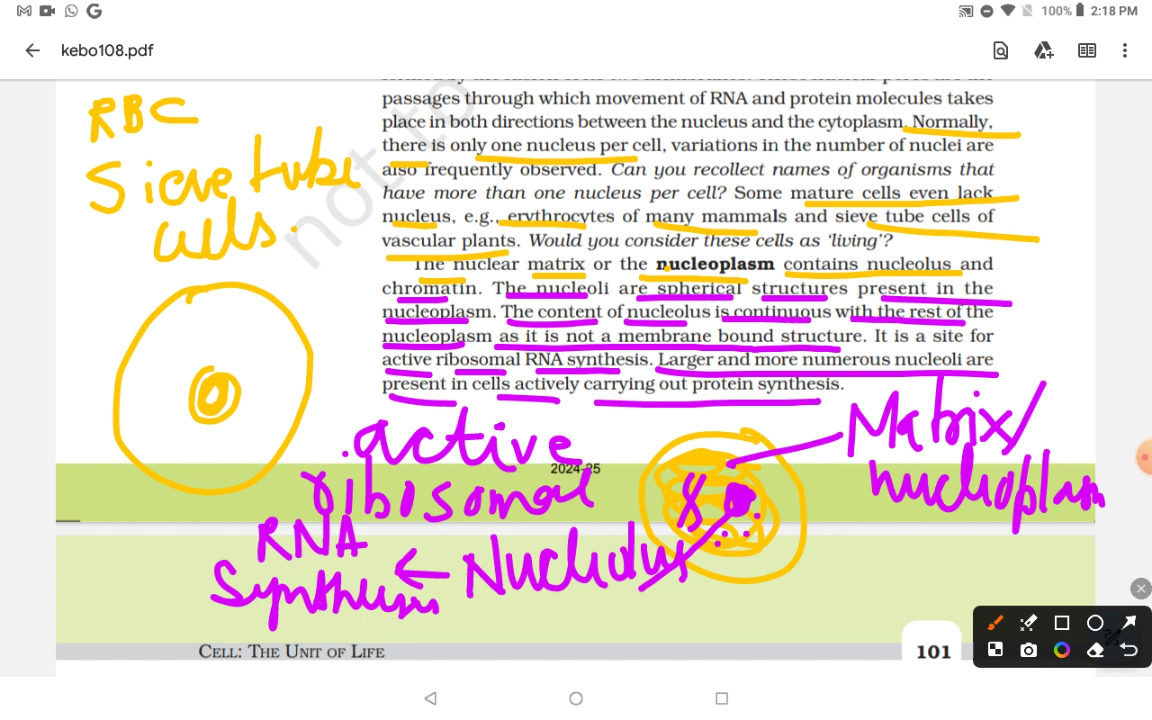 100% 2:18 PM
kebo108.pdf
passages through which movement of RNA and protein molecules takes
place in both directions between the nucleus and the cytoplasm. Normally,
there is only one nucleus per cell, variations in the number of nuclei are
also frequently observed. Can you recollect names of organisms that
have more than one nucleus per cell? Some mature cells even lack
nucleus, e.g., erythrocytes of many mammals and sieve tube cells of
vascular plants. Would you consider these cells as ‘living’?
The nuclear matrix or the nucleoplasm contains nucleolus and
chromatin. The nucleoli are spherical structures present in the
nucleoplasm. The content of nucleolus is continuous with the rest of the
nucleoplasm as it is not a membrane bound structure. It is a site for
active ribosomal RNA synthesis. Larger and more numerous nucleoli are
present in cells actively carrying out protein synthesis.
not to
RBC
Sieve tube
cells.
active
ribosomal
RNA
Synthesis
Nucleolus
Matrix/
nucleoplasm
2024-25
CELL: THE UNIT OF LIFE
101